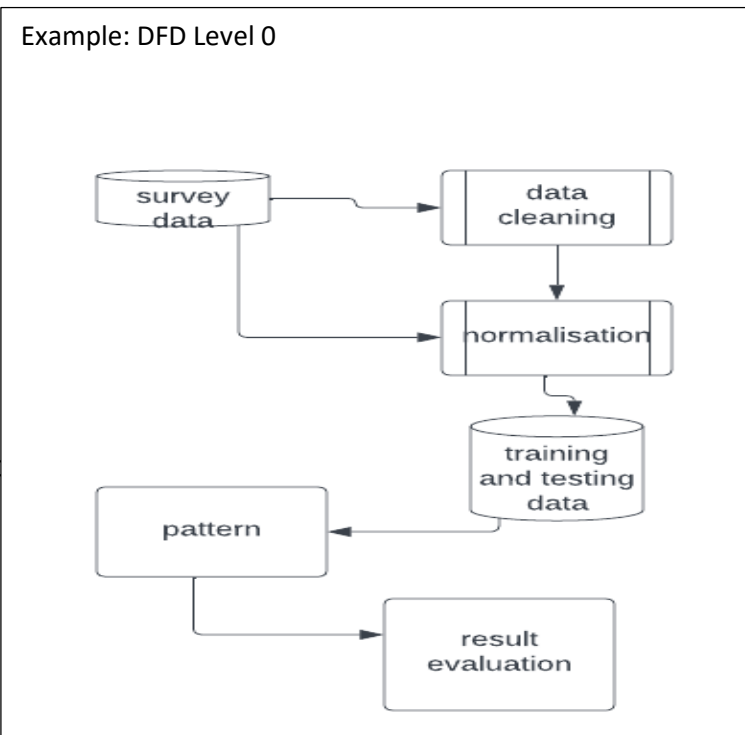 Example: DFD Level 0
survey
data
data
cleaning
normalisation
training
and testing
data
pattern
result
evaluation